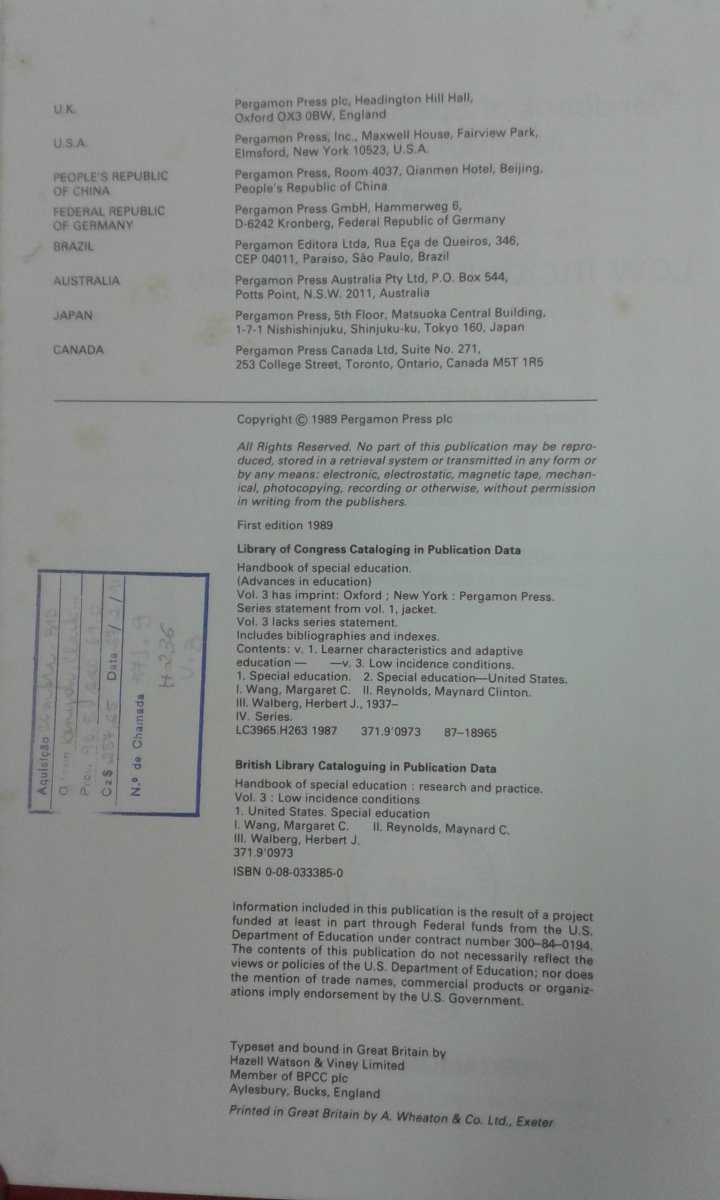 U.K. Pergamon Press plc, Headington Hill Hall,
Oxford OX3 0BW, England
U.S.A. Pergamon Press, Inc., Maxwell House, Fairview Park,
Elmsford, New York 10523, U.S.A.
PEOPLE'S REPUBLIC Pergamon Press, Room 4037, Qianmen Hotel, Beijing,
OF CHINA People's Republic of China
FEDERAL REPUBLIC Pergamon Press GmbH, Hammerweg 6,
OF GERMANY D-6242 Kronberg, Federal Republic of Germany
BRAZIL Pergamon Editora Ltda, Rua Eça de Queiros, 346,
CEP 04011, Paraiso, São Paulo, Brazil
AUSTRALIA Pergamon Press Australia Pty Ltd, P.O. Box 544,
Potts Point, N.S.W. 2011, Australia
JAPAN Pergamon Press, 5th Floor, Matsuoka Central Building,
1-7-1 Nishishinjuku, Shinjuku-ku, Tokyo 160, Japan
CANADA Pergamon Press Canada Ltd, Suite No. 271,
253 College Street, Toronto, Ontario, Canada M5T 1R5
Copyright © 1989 Pergamon Press plc
All Rights Reserved. No part of this publication may be repro-
duced, stored in a retrieval system or transmitted in any form or
by any means: electronic, electrostatic, magnetic tape, mechan-
ical, photocopying, recording or otherwise, without permission
in writing from the publishers.
First edition 1989
Library of Congress Cataloging in Publication Data
Handbook of special education.
(Advances in education)
Vol. 3 has imprint: Oxford ; New York : Pergamon Press.
Series statement from vol. 1, jacket.
Vol. 3 lacks series statement.
Includes bibliographies and indexes.
Contents: v. 1. Learner characteristics and adaptive
education — —v. 3. Low incidence conditions.
1. Special education. 2. Special education—United States.
I. Wang, Margaret C. II. Reynolds, Maynard Clinton.
III. Walberg, Herbert J., 1937–
IV. Series.
LC3965.H263 1987 371.9'0973 87–18965
British Library Cataloguing in Publication Data
Handbook of special education : research and practice.
Vol. 3 : Low incidence conditions
1. United States. Special education
I. Wang, Margaret C. II. Reynolds, Maynard C.
III. Walberg, Herbert J.
371.9'0973
ISBN 0-08-033385-0
Information included in this publication is the result of a project
funded at least in part through Federal funds from the U.S.
Department of Education under contract number 300–84–0194.
The contents of this publication do not necessarily reflect the
views or policies of the U.S. Department of Education; nor does
the mention of trade names, commercial products or organiz-
ations imply endorsement by the U.S. Government.
Typeset and bound in Great Britain by
Hazell Watson & Viney Limited
Member of BPCC plc
Aylesbury, Bucks, England
Printed in Great Britain by A. Wheaton & Co. Ltd., Exeter
Aquisição compra
Proc.
Cz$ 257,25 Data
N.º de Chamada 371.9
H236
V.3